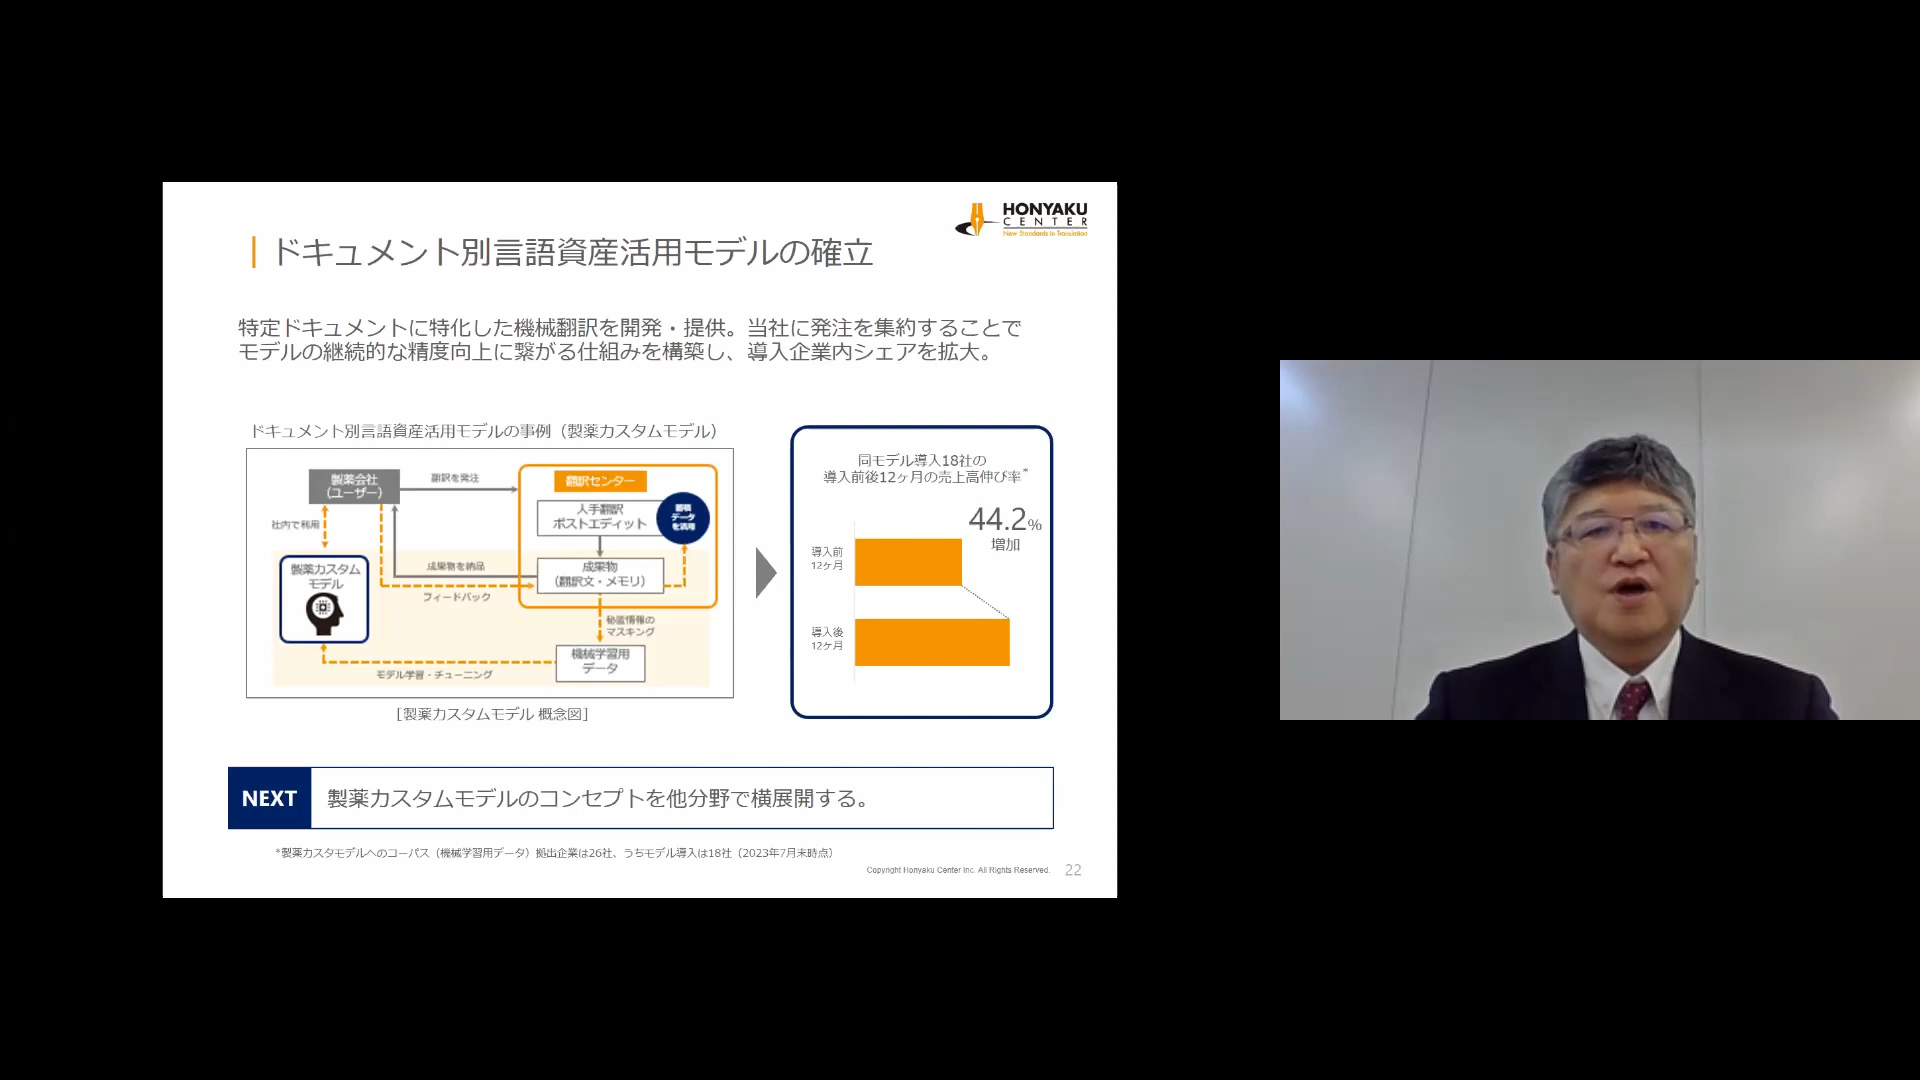 HONYAKU
CENTER
New Standards in Translation
ドキュメント別言語資産活用モデルの確立
特定ドキュメントに特化した機械翻訳を開発・提供。当社に発注を集約することで
モデルの継続的な精度向上に繋がる仕組みを構築し、導入企業内シェアを拡大。
ドキュメント別言語資産活用モデルの事例（製薬カスタムモデル）
製薬会社
（ユーザー）
翻訳を発注
翻訳センター
人手翻訳
ポストエディット
蓄積
データ
を活用
社内で利用
製薬カスタム
モデル
成果物を納品
フィードバック
成果物
（翻訳文・メモリ）
秘匿情報の
マスキング
機械学習用
データ
モデル学習・チューニング
[製薬カスタムモデル 概念図]
同モデル導入18社の
導入前後12ヶ月の売上高伸び率*
44.2%
増加
導入前
12ヶ月
導入後
12ヶ月
NEXT
製薬カスタムモデルのコンセプトを他分野で横展開する。
*製薬カスタモデルへのコーパス（機械学習用データ）拠出企業は26社、うちモデル導入は18社（2023年7月末時点）
Copyright Honyaku Center Inc. All Rights Reserved.
22